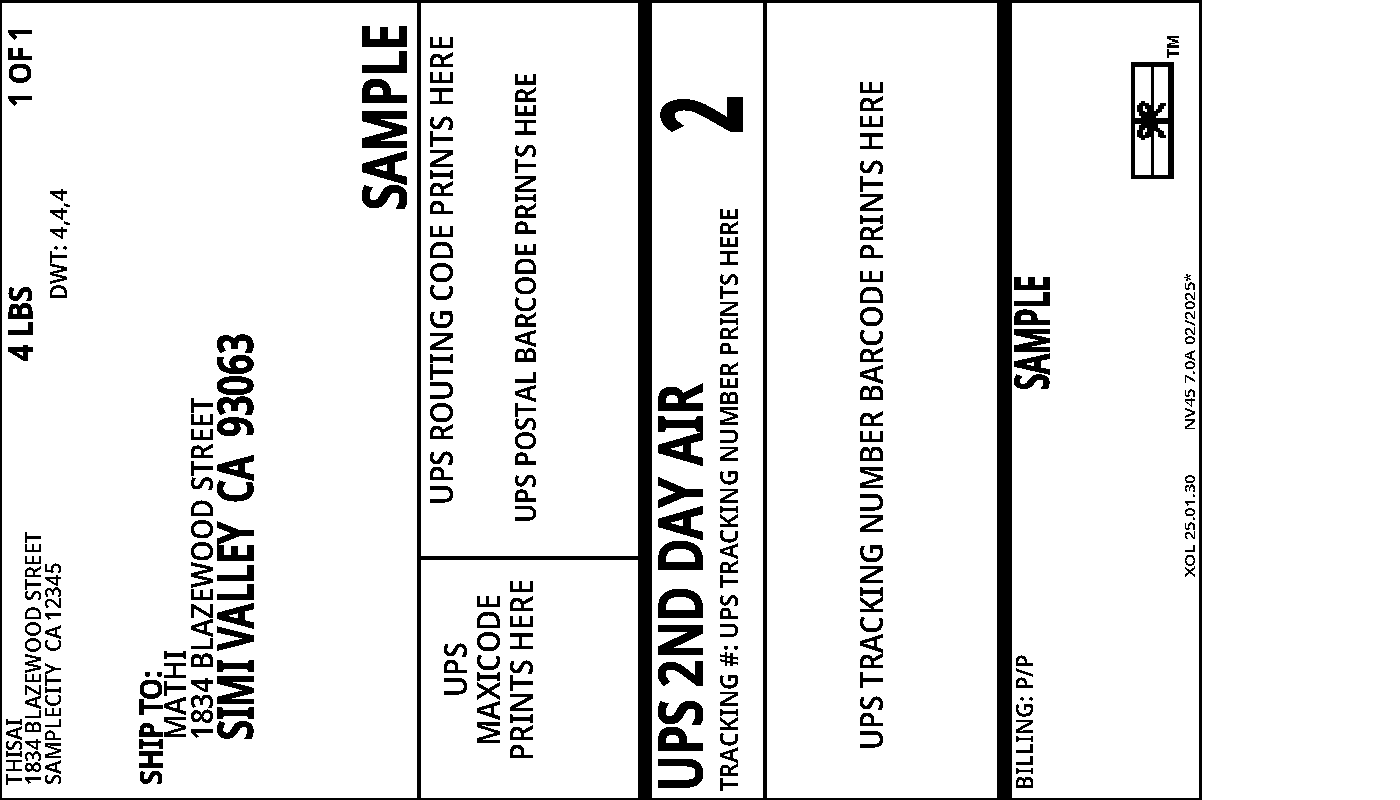 THISAI
1834 BLAZEWOOD STREET
SAMPLECITY CA 12345
4 LBS
1 OF 1
DWT: 4,4,4
SHIP TO:
MATHI
1834 BLAZEWOOD STREET
SIMI VALLEY CA 93063
SAMPLE
UPS
MAXICODE
PRINTS HERE
UPS ROUTING CODE PRINTS HERE
UPS POSTAL BARCODE PRINTS HERE
UPS 2ND DAY AIR
2
TRACKING #: UPS TRACKING NUMBER PRINTS HERE
UPS TRACKING NUMBER BARCODE PRINTS HERE
BILLING: P/P
SAMPLE
XOL 25.01.30 NV45 7.0A 02/2025*
TM